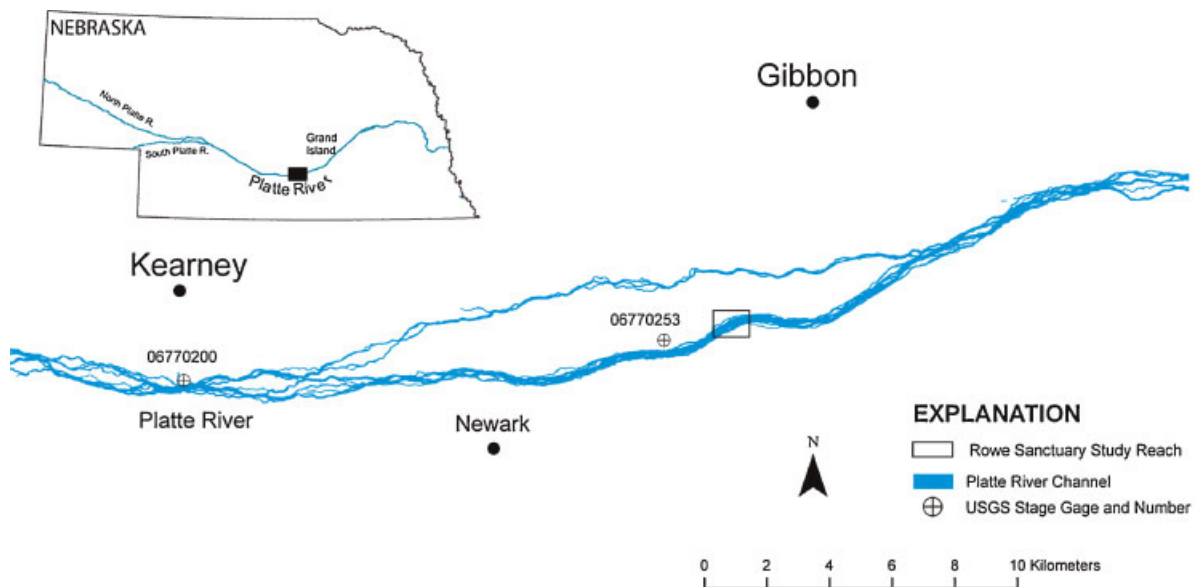 NEBRASKA
North Platte R.
South Platte R.
Grand
Island
Platte River
Gibbon
Kearney
06770200
06770253
Platte River
Newark
N
EXPLANATION
Rowe Sanctuary Study Reach
Platte River Channel
USGS Stage Gage and Number
0 2 4 6 8 10 Kilometers